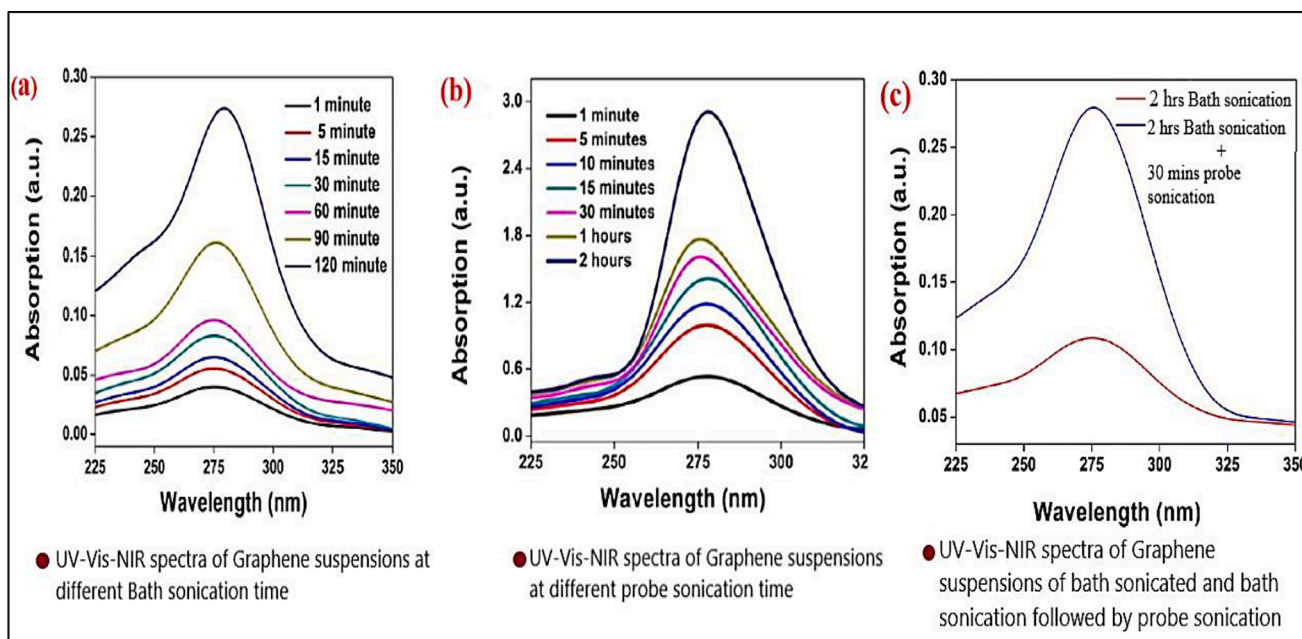 (a)
0.30
0.25
0.20
0.15
0.10
0.05
0.00
Absorption (a.u.)
1 minute
5 minute
15 minute
30 minute
60 minute
90 minute
120 minute
225 250 275 300 325 350
Wavelength (nm)
UV-Vis-NIR spectra of Graphene suspensions at
different Bath sonication time
(b)
3.0
2.4
1.8
1.2
0.6
0.0
Absorption (a.u.)
1 minute
5 minutes
10 minutes
15 minutes
30 minutes
1 hours
2 hours
225 250 275 300 32
Wavelength (nm)
UV-Vis-NIR spectra of Graphene suspensions
at different probe sonication time
(c)
0.30
0.25
0.20
0.15
0.10
0.05
Absorption (a.u.)
2 hrs Bath sonication
2 hrs Bath sonication
+
30 mins probe
sonication
225 250 275 300 325 350
Wavelength (nm)
UV-Vis-NIR spectra of Graphene
suspensions of bath sonicated and bath
sonication followed by probe sonication